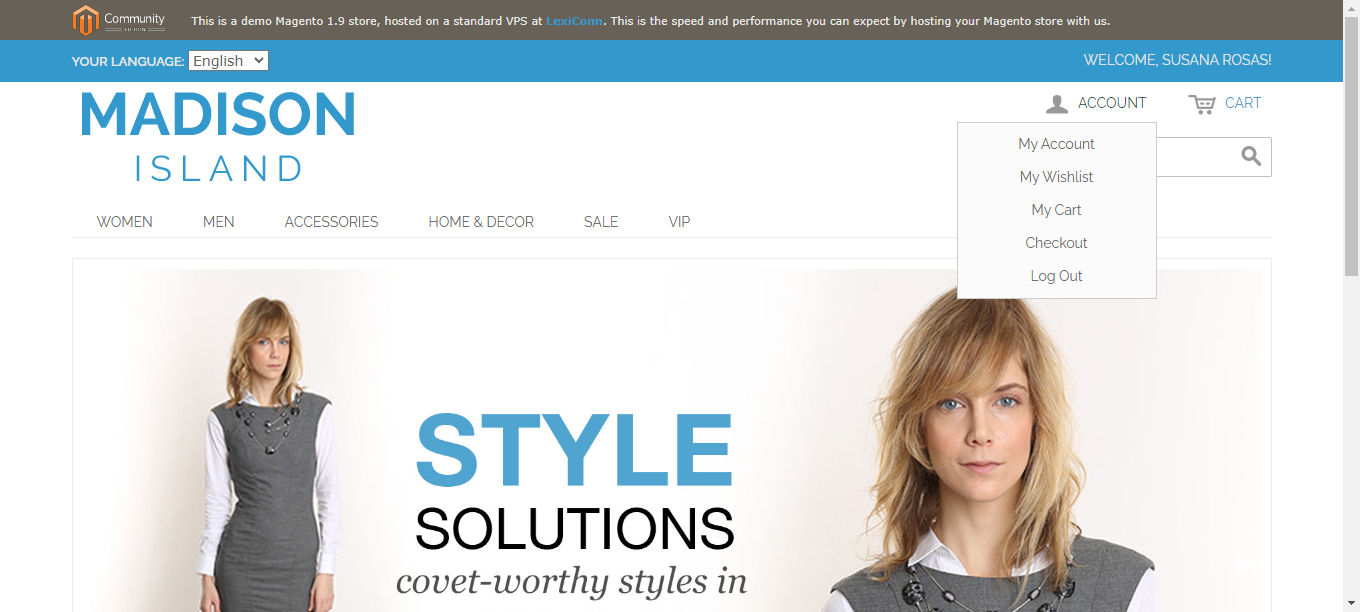 Community
EDITION
This is a demo Magento 1.9 store, hosted on a standard VPS at LexiConn. This is the speed and performance you can expect by hosting your Magento store with us.
YOUR LANGUAGE: English
WELCOME, SUSANA ROSAS!
MADISON
ISLAND
ACCOUNT
CART
My Account
My Wishlist
My Cart
Checkout
Log Out
WOMEN MEN ACCESSORIES HOME & DECOR SALE VIP
STYLE
SOLUTIONS
covet-worthy styles in